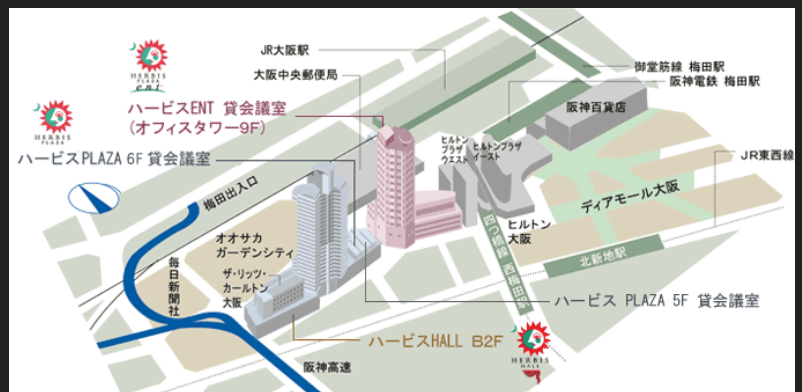 JR大阪駅
御堂筋線 梅田駅
大阪中央郵便局
阪神電鉄 梅田駅
HERBIS
PLAZA
ent
ハービスENT 貸会議室
(オフィスタワー9F)
阪神百貨店
HERBIS
PLAZA
ハービスPLAZA 6F 貸会議室
ヒルトン
プラザ
ウエスト
ヒルトンプラザ
イースト
JR東西線
梅田出入口
ディアモール大阪
四つ橋線 西梅田駅
ヒルトン
大阪
オオサカ
ガーデンシティ
北新地駅
毎日新聞社
ザ・リッツ・
カールトン
大阪
ハービス PLAZA 5F 貸会議室
ハービスHALL B2F
HERBIS
HALL
阪神高速